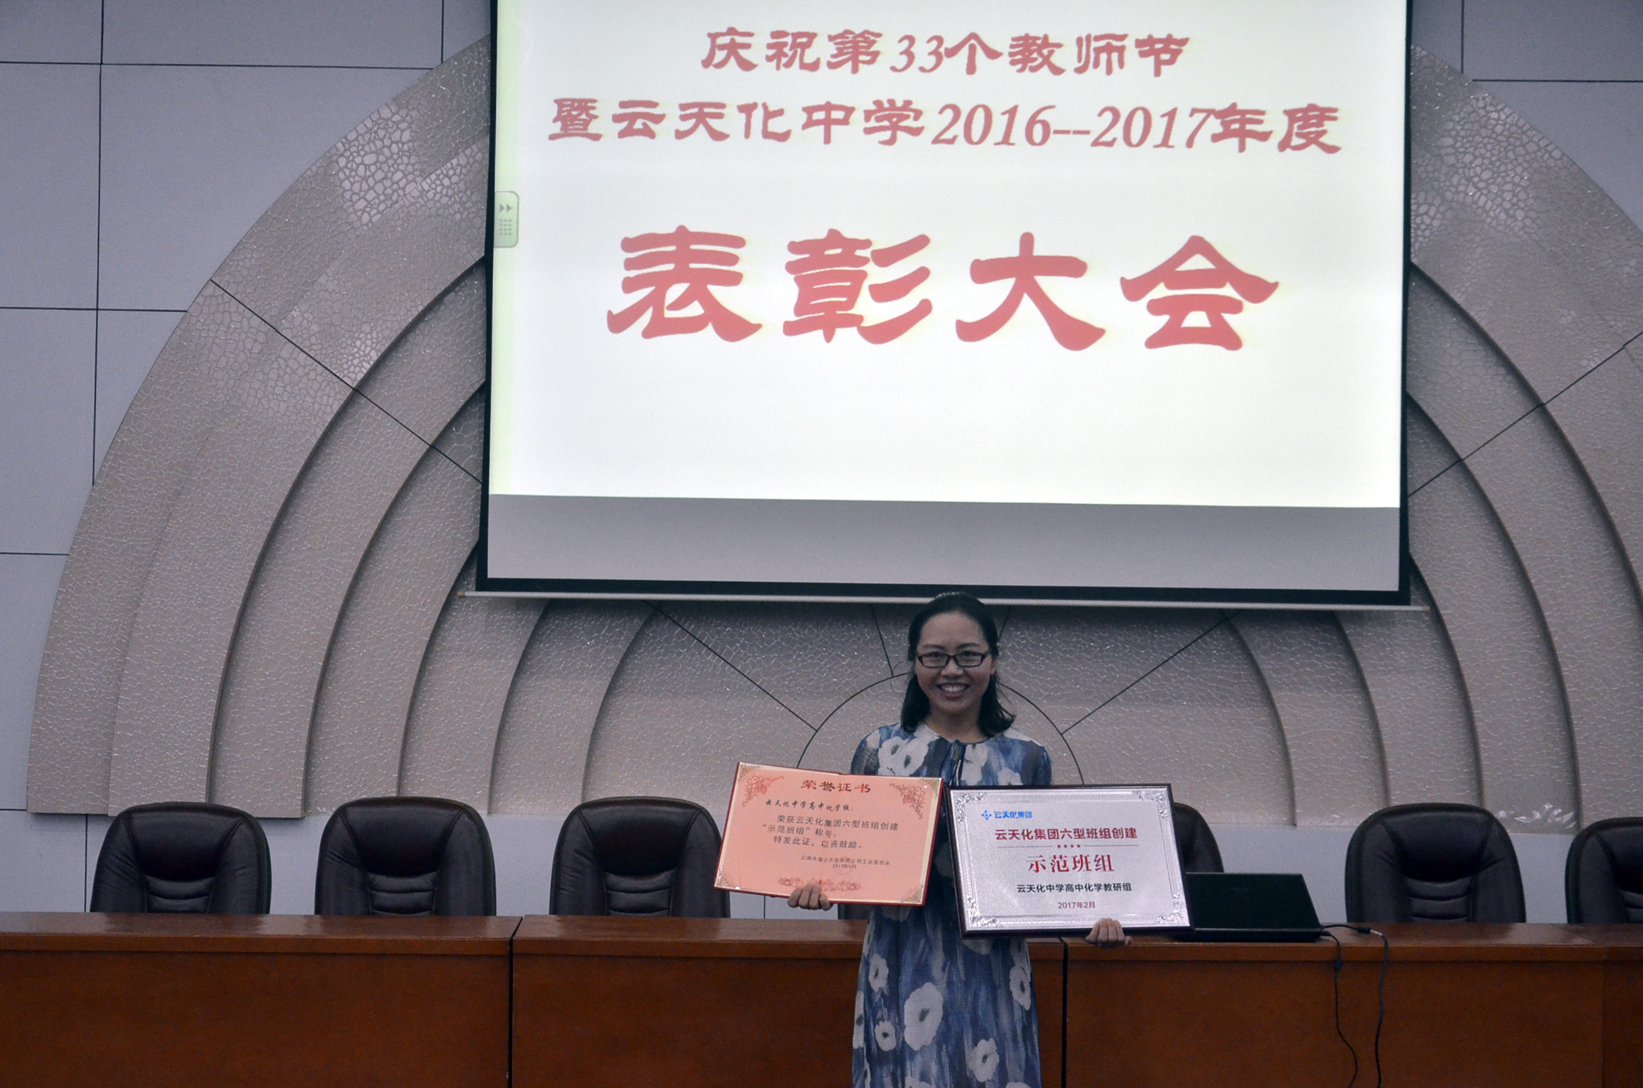 庆祝第33个教师节
暨云天化中学2016--2017年度
表彰大会
荣誉证书
云天化中学高中化学组：
荣获云天化集团六型班组创建
“示范班组”称号，
特发此证，以资鼓励。
云天化集团
云天化集团六型班组创建
★★★★
示范班组
云天化中学高中化学教研组
2017年2月